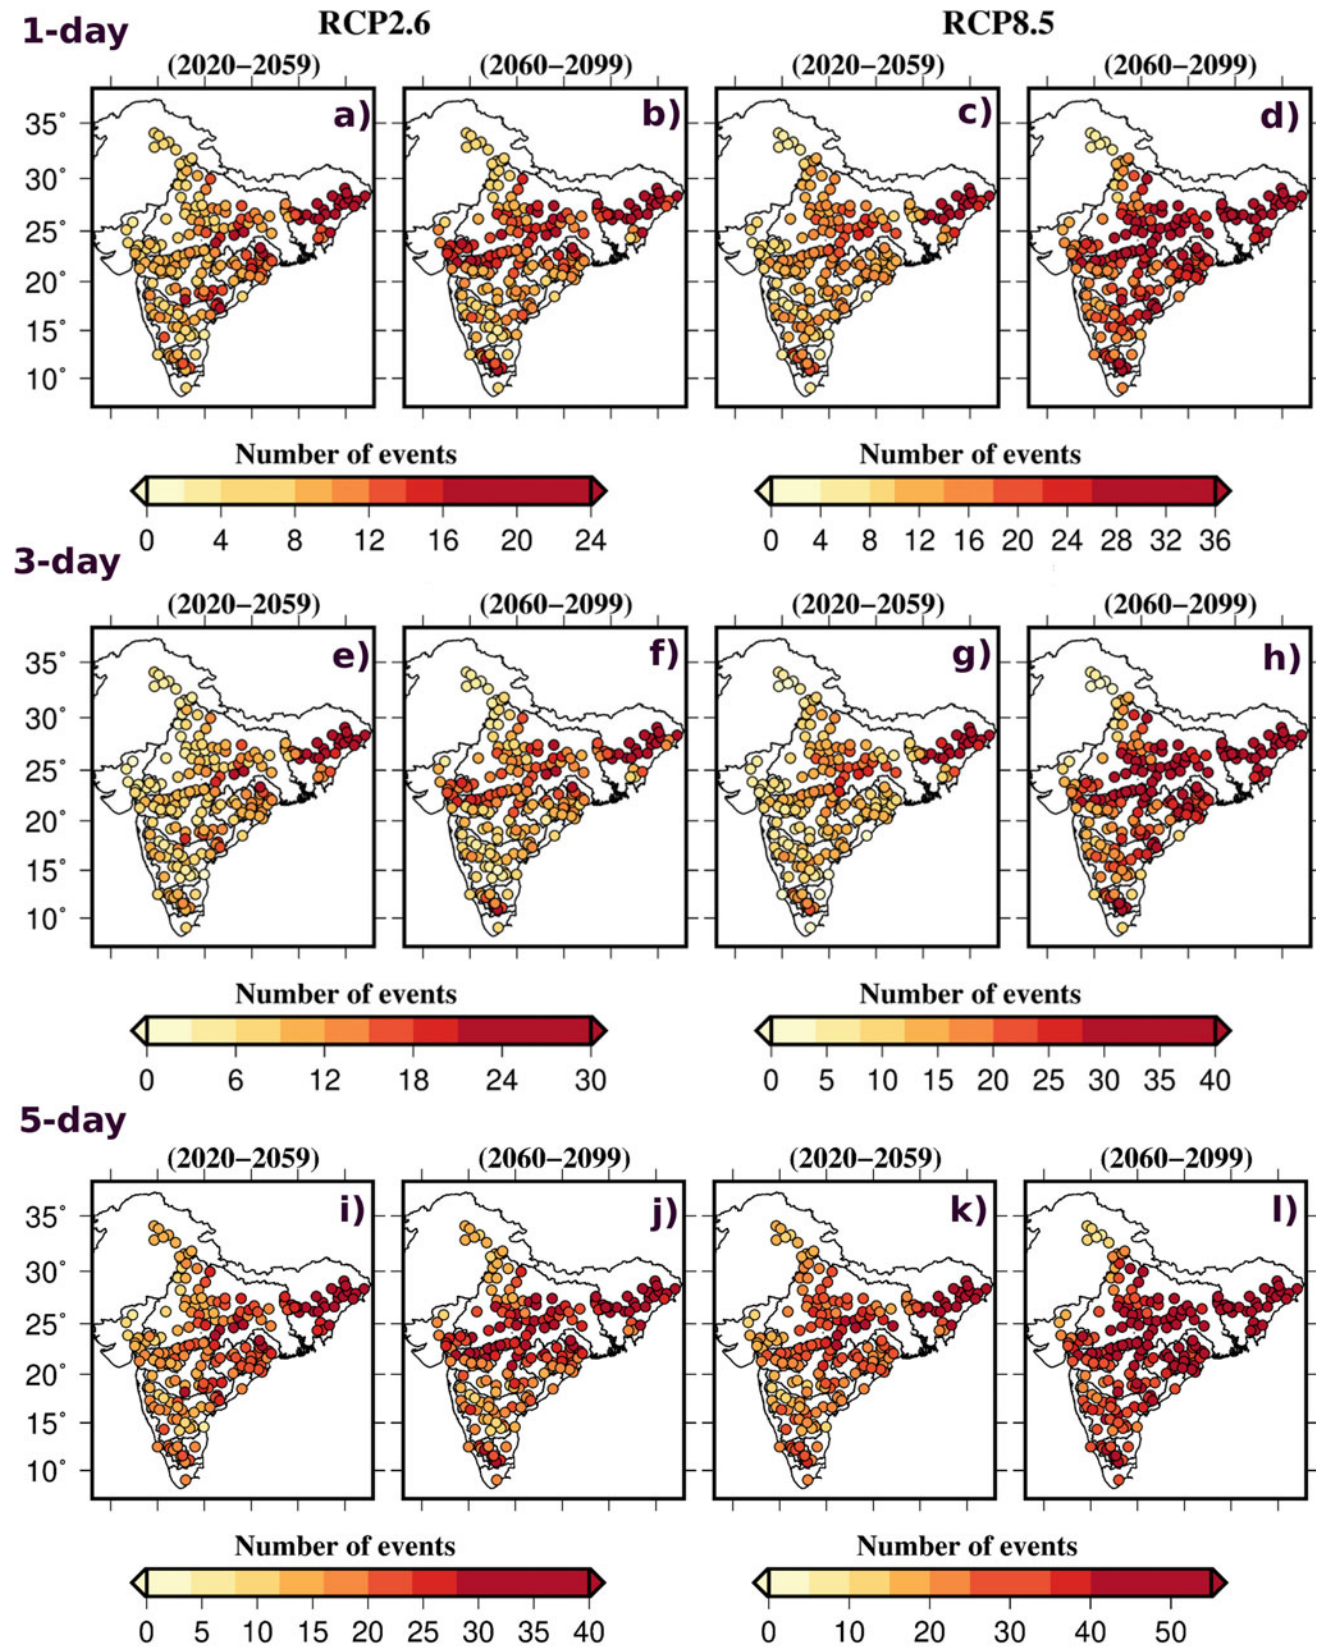 1-day
RCP2.6 RCP8.5
(2020–2059) (2060–2099) (2020–2059) (2060–2099)
a) b) c) d)
35°
30°
25°
20°
15°
10°
Number of events Number of events
0 4 8 12 16 20 24 0 4 8 12 16 20 24 28 32 36
3-day
(2020–2059) (2060–2099) (2020–2059) (2060–2099)
e) f) g) h)
35°
30°
25°
20°
15°
10°
Number of events Number of events
0 6 12 18 24 30 0 5 10 15 20 25 30 35 40
5-day
(2020–2059) (2060–2099) (2020–2059) (2060–2099)
i) j) k) l)
35°
30°
25°
20°
15°
10°
Number of events Number of events
0 5 10 15 20 25 30 35 40 0 10 20 30 40 50